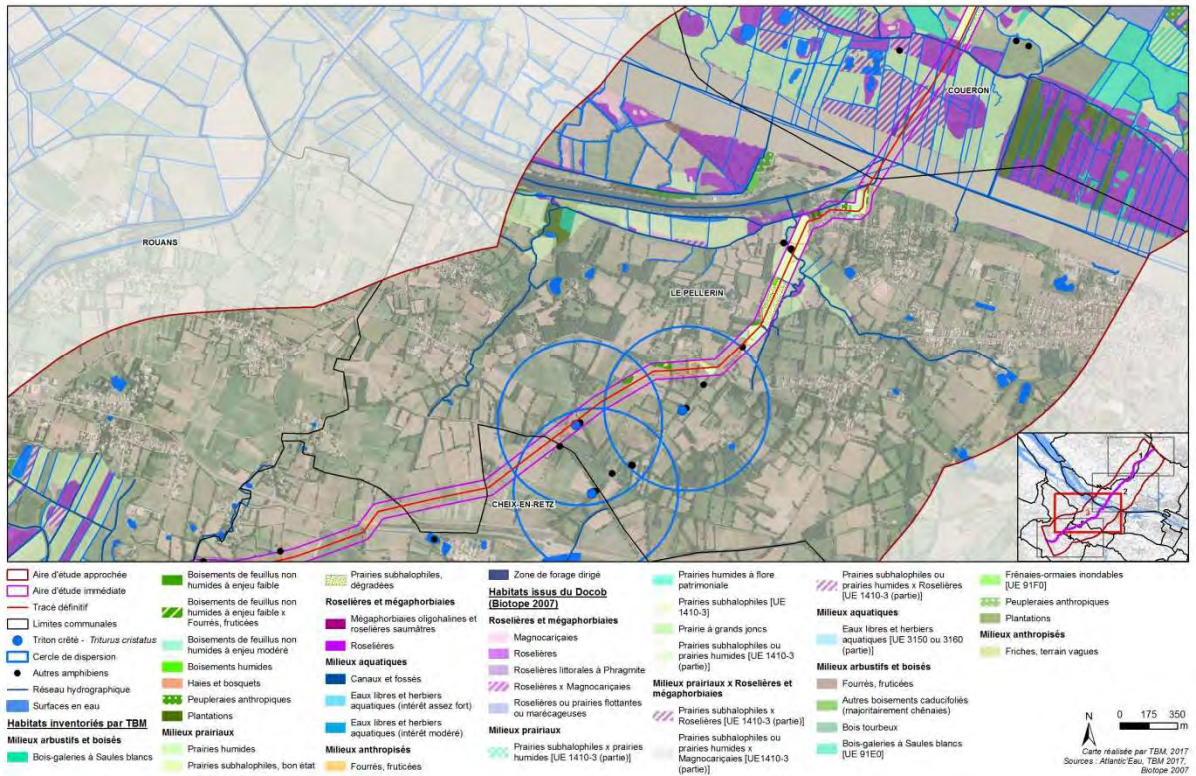 COUERON
ROUANS
LE PELLERIN
CHEIX-EN-RETZ
1
2
3
Aire d'étude approchée
Aire d'étude immédiate
Tracé définitif
Limites communales
Triton crêté - Triturus cristatus
Cercle de dispersion
Autres amphibiens
Réseau hydrographique
Surfaces en eau
Habitats inventoriés par TBM
Milieux arbustifs et boisés
Bois-galeries à Saules blancs
Boisements de feuillus non
humides à enjeu faible
Boisements de feuillus non
humides à enjeu faible x
Fourrés, fruticées
Boisements de feuillus non
humides à enjeu modéré
Boisements humides
Haies et bosquets
Peupleraies anthropiques
Plantations
Milieux prairiaux
Prairies humides
Prairies subhalophiles, bon état
Prairies subhalophiles,
dégradées
Roselières et mégaphorbiaies
Mégaphorbiaies oligohalines et
roselières saumâtres
Roselières
Milieux aquatiques
Canaux et fossés
Eaux libres et herbiers
aquatiques (intérêt assez fort)
Eaux libres et herbiers
aquatiques (intérêt modéré)
Milieux anthropisés
Fourrés, fruticées
Zone de forage dirigé
Habitats issus du Docob
(Biotope 2007)
Roselières et mégaphorbiaies
Magnocariçaies
Roselières
Roselières littorales à Phragmite
Roselières x Magnocariçaies
Roselières ou prairies flottantes
ou marécageuses
Milieux prairiaux
Prairies subhalophiles x prairies
humides [UE 1410-3 (partie)]
Prairies humides à flore
patrimoniale
Prairies subhalophiles [UE
1410-3]
Prairie à grands joncs
Prairies subhalophiles ou
prairies humides [UE 1410-3
(partie)]
Milieux prairiaux x Roselières et
mégaphorbiaies
Prairies subhalophiles x
Roselières [UE 1410-3 (partie)]
Prairies subhalophiles ou
prairies humides x
Magnocariçaies [UE1410-3
(partie)]
Prairies subhalophiles ou
prairies humides x Roselières
[UE 1410-3 (partie)]
Milieux aquatiques
Eaux libres et herbiers
aquatiques [UE 3150 ou 3160
(partie)]
Milieux arbustifs et boisés
Fourrés, fruticées
Autres boisements caducifoliés
(majoritairement chênaies)
Bois tourbeux
Bois-galeries à Saules blancs
[UE 91E0]
Frênaies-ormaies inondables
[UE 91F0]
Peupleraies anthropiques
Plantations
Milieux anthropisés
Friches, terrain vagues
N
0 175 350
m
Carte réalisée par TBM, 2017
Sources : Atlantic'Eau, TBM 2017,
Biotope 2007